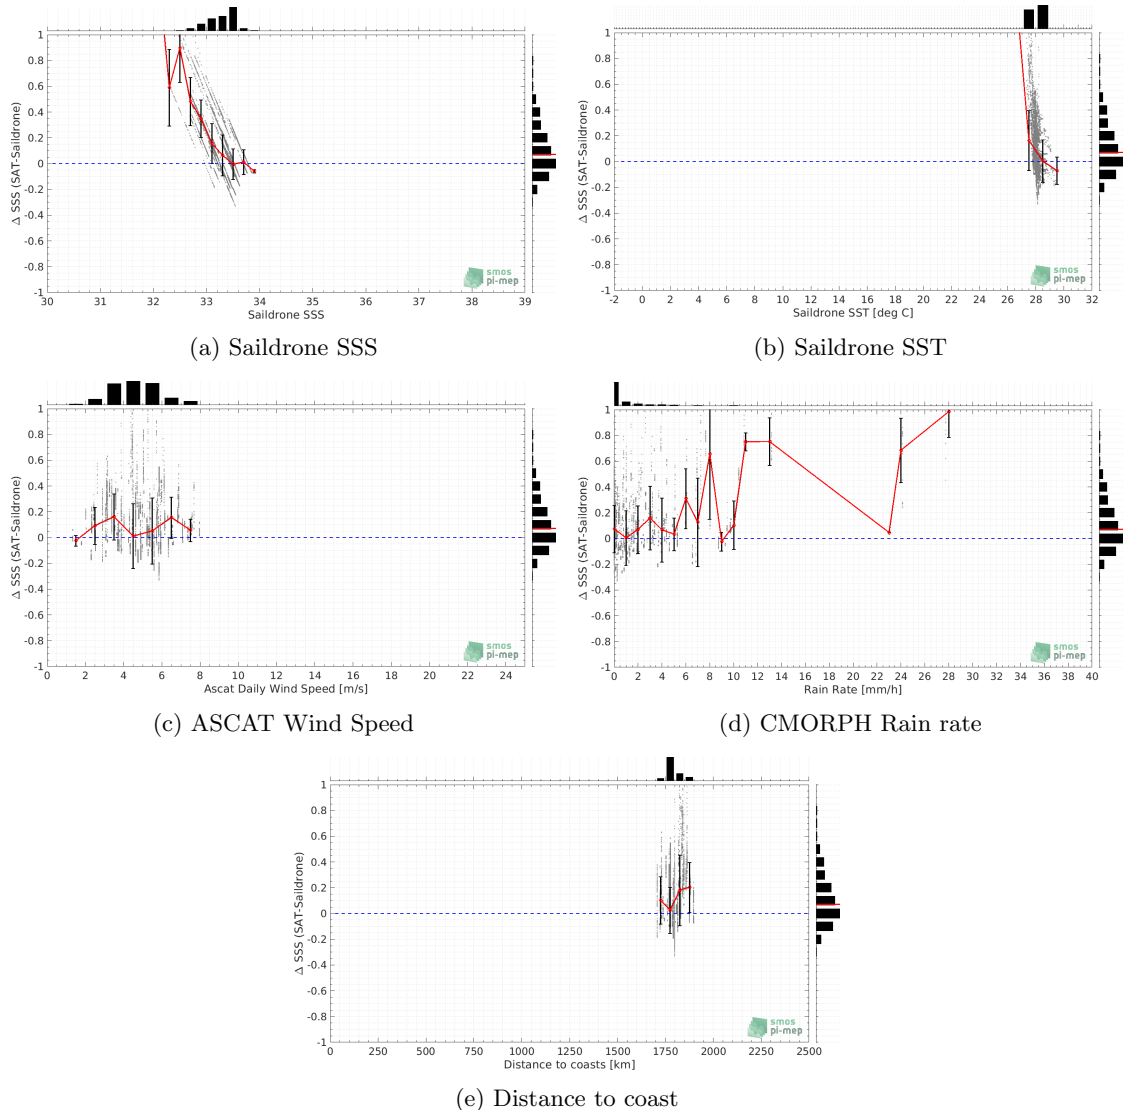 1
0.8
0.6
0.4
0.2
0
-0.2
-0.4
-0.6
-0.8
-1
Δ SSS (SAT-Saildrone)
30 31 32 33 34 35 36 37 38 39
Saildrone SSS
smos
pi-mep
(a) Saildrone SSS
1
0.8
0.6
0.4
0.2
0
-0.2
-0.4
-0.6
-0.8
-1
Δ SSS (SAT-Saildrone)
-2 0 2 4 6 8 10 12 14 16 18 20 22 24 26 28 30 32
Saildrone SST [deg C]
smos
pi-mep
(b) Saildrone SST
1
0.8
0.6
0.4
0.2
0
-0.2
-0.4
-0.6
-0.8
-1
Δ SSS (SAT-Saildrone)
0 2 4 6 8 10 12 14 16 18 20 22 24
Ascat Daily Wind Speed [m/s]
smos
pi-mep
(c) ASCAT Wind Speed
1
0.8
0.6
0.4
0.2
0
-0.2
-0.4
-0.6
-0.8
-1
Δ SSS (SAT-Saildrone)
0 2 4 6 8 10 12 14 16 18 20 22 24 26 28 30 32 34 36 38 40
Rain Rate [mm/h]
smos
pi-mep
(d) CMORPH Rain rate
1
0.8
0.6
0.4
0.2
0
-0.2
-0.4
-0.6
-0.8
-1
Δ SSS (SAT-Saildrone)
0 250 500 750 1000 1250 1500 1750 2000 2250 2500
Distance to coasts [km]
smos
pi-mep
(e) Distance to coast